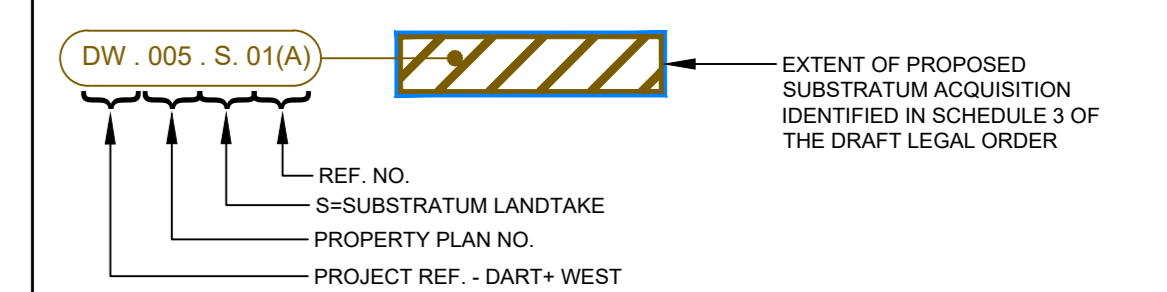 DW . 005 . S. 01(A)
EXTENT OF PROPOSED
SUBSTRATUM ACQUISITION
IDENTIFIED IN SCHEDULE 3 OF
THE DRAFT LEGAL ORDER
REF. NO.
S=SUBSTRATUM LANDTAKE
PROPERTY PLAN NO.
PROJECT REF. - DART+ WEST